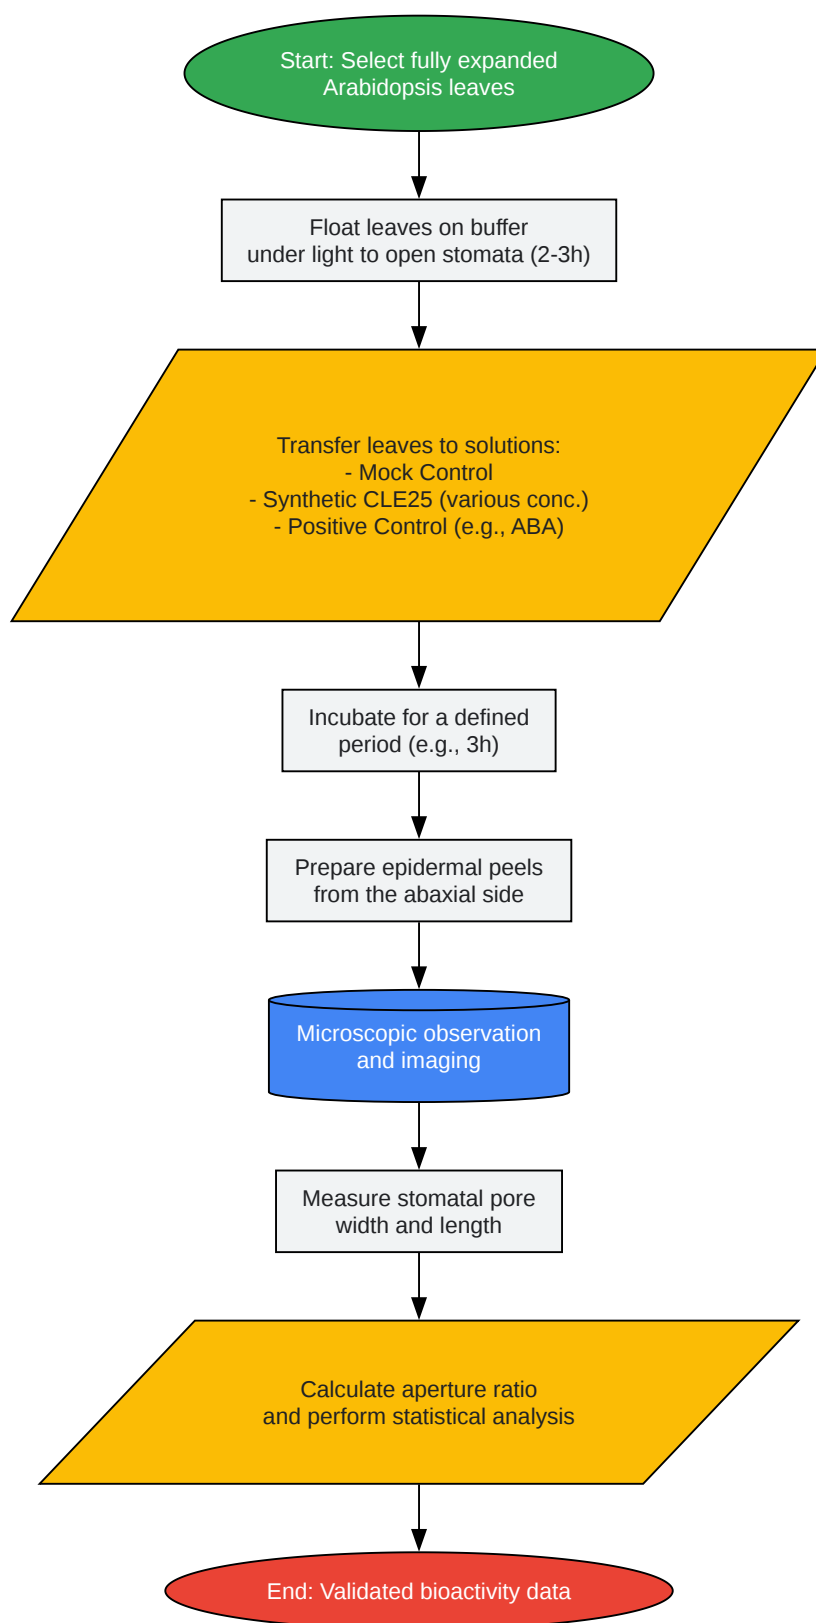 Start: Select fully expanded
Arabidopsis leaves
Float leaves on buffer
under light to open stomata (2-3h)
Transfer leaves to solutions:
- Mock Control
- Synthetic CLE25 (various conc.)
- Positive Control (e.g., ABA)
Incubate for a defined
period (e.g., 3h)
Prepare epidermal peels
from the abaxial side
Microscopic observation
and imaging
Measure stomatal pore
width and length
Calculate aperture ratio
and perform statistical analysis
End: Validated bioactivity data